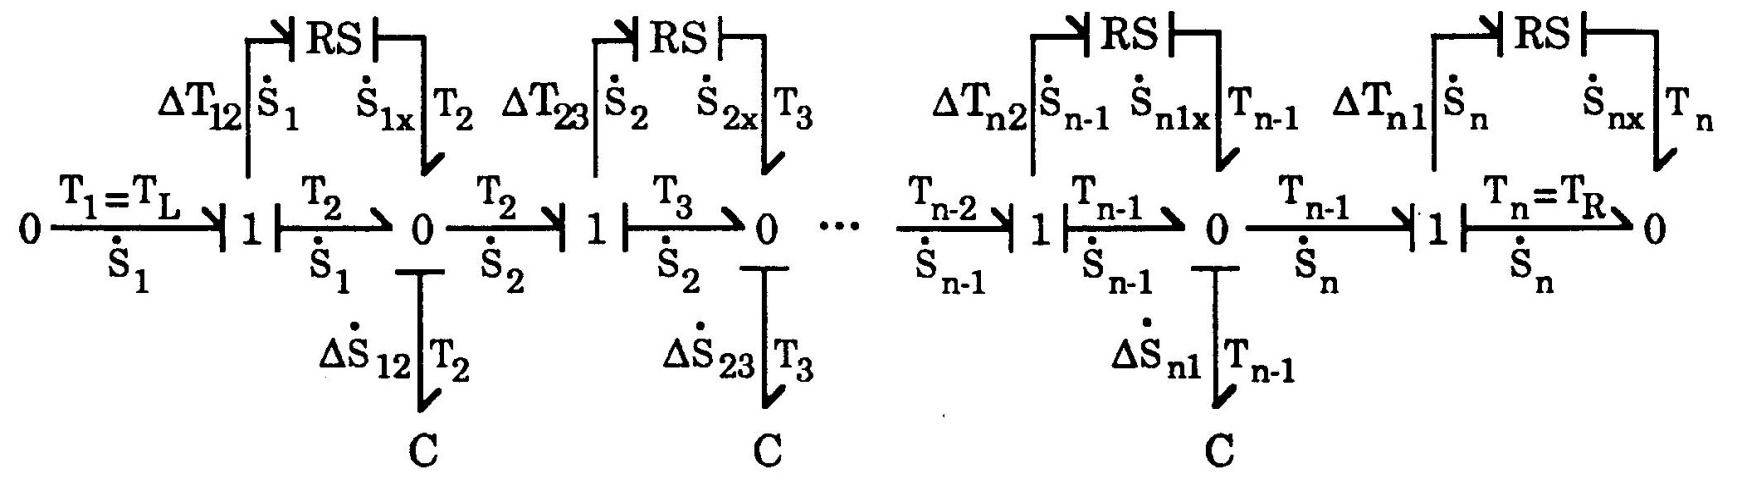 RS RS RS RS
ΔT12 Ṡ1 Ṡ1x T2 ΔT23 Ṡ2 Ṡ2x T3 ΔTn2 Ṡn-1 Ṡn1x Tn-1 ΔTn1 Ṡn Ṡnx Tn
T1=TL T2 T2 T3 Tn-2 Tn-1 Tn-1 Tn=TR
0 1 0 1 0 ... 1 0 1 0
Ṡ1 Ṡ1 Ṡ2 Ṡ2 Ṡn-1 Ṡn-1 Ṡn Ṡn
ΔṠ12 T2 ΔṠ23 T3 ΔṠn1 Tn-1
C C C